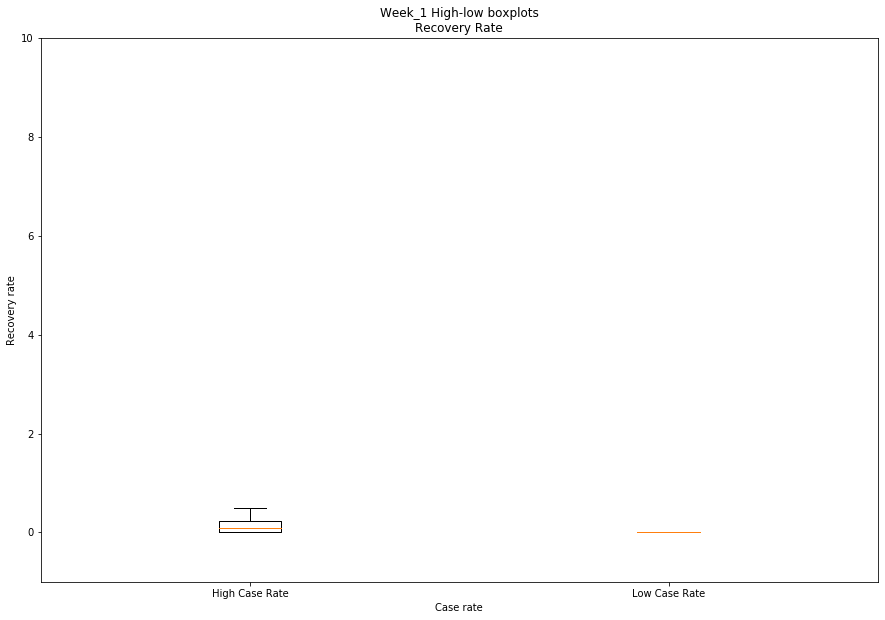 Week_1 High-low boxplots
Recovery Rate
10
8
6
4
2
0
Recovery rate
High Case Rate
Low Case Rate
Case rate